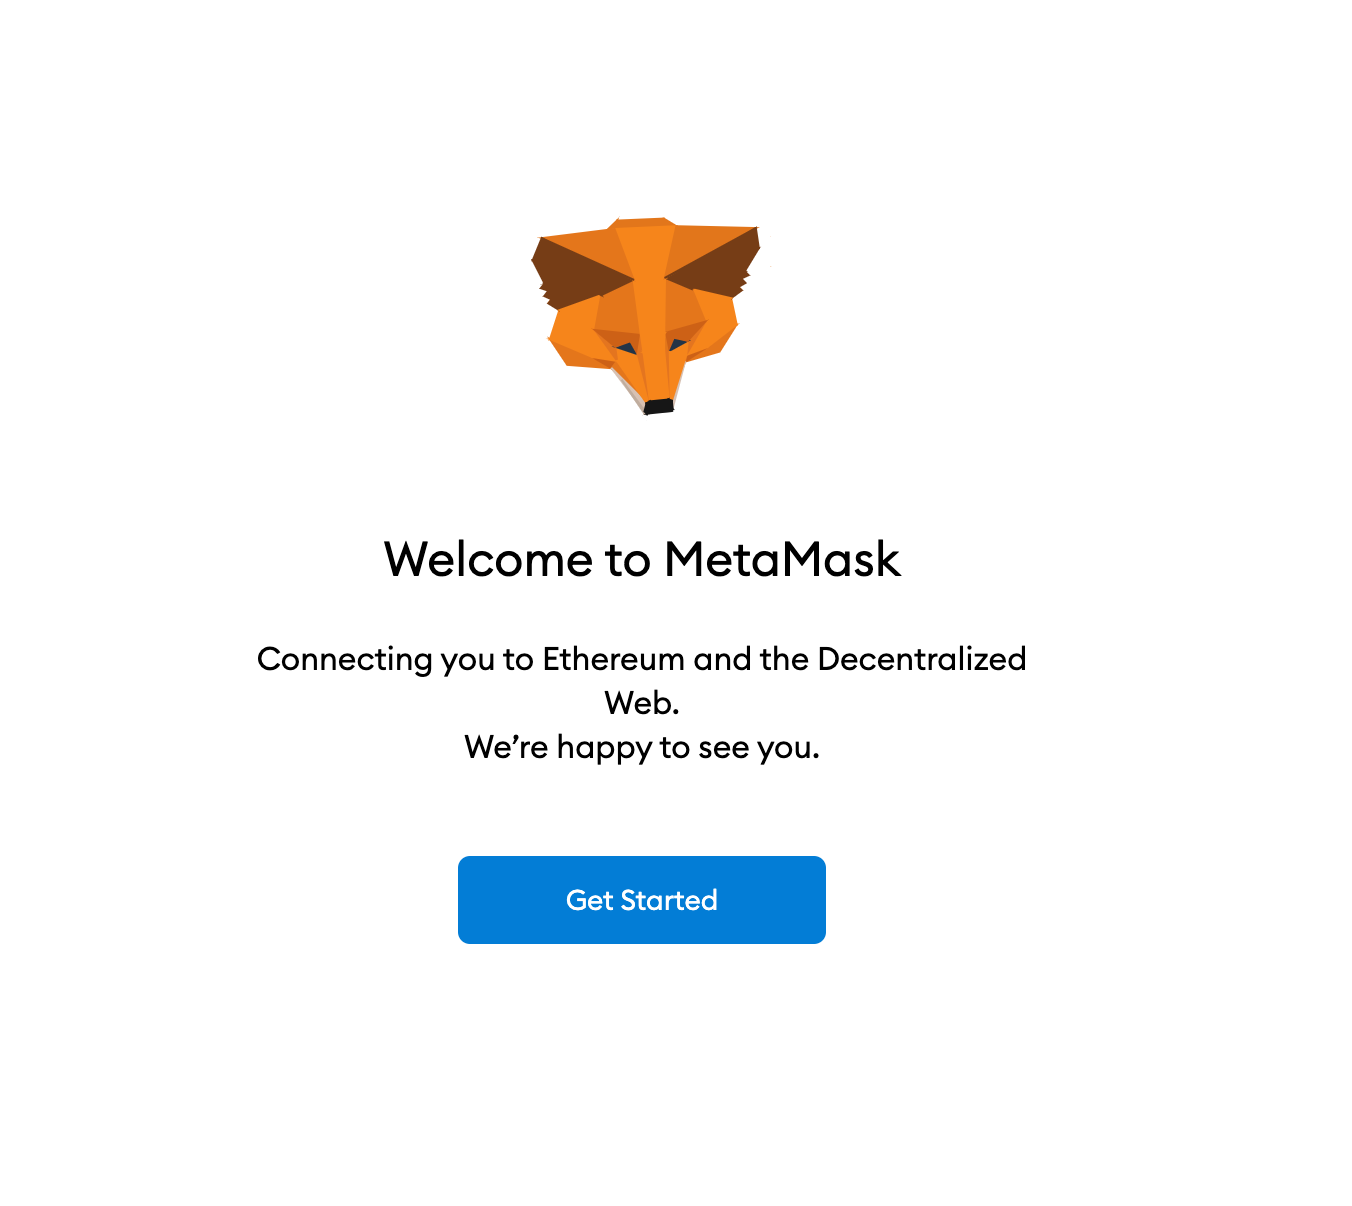 Welcome to MetaMask
Connecting you to Ethereum and the Decentralized
Web.
We’re happy to see you.
Get Started